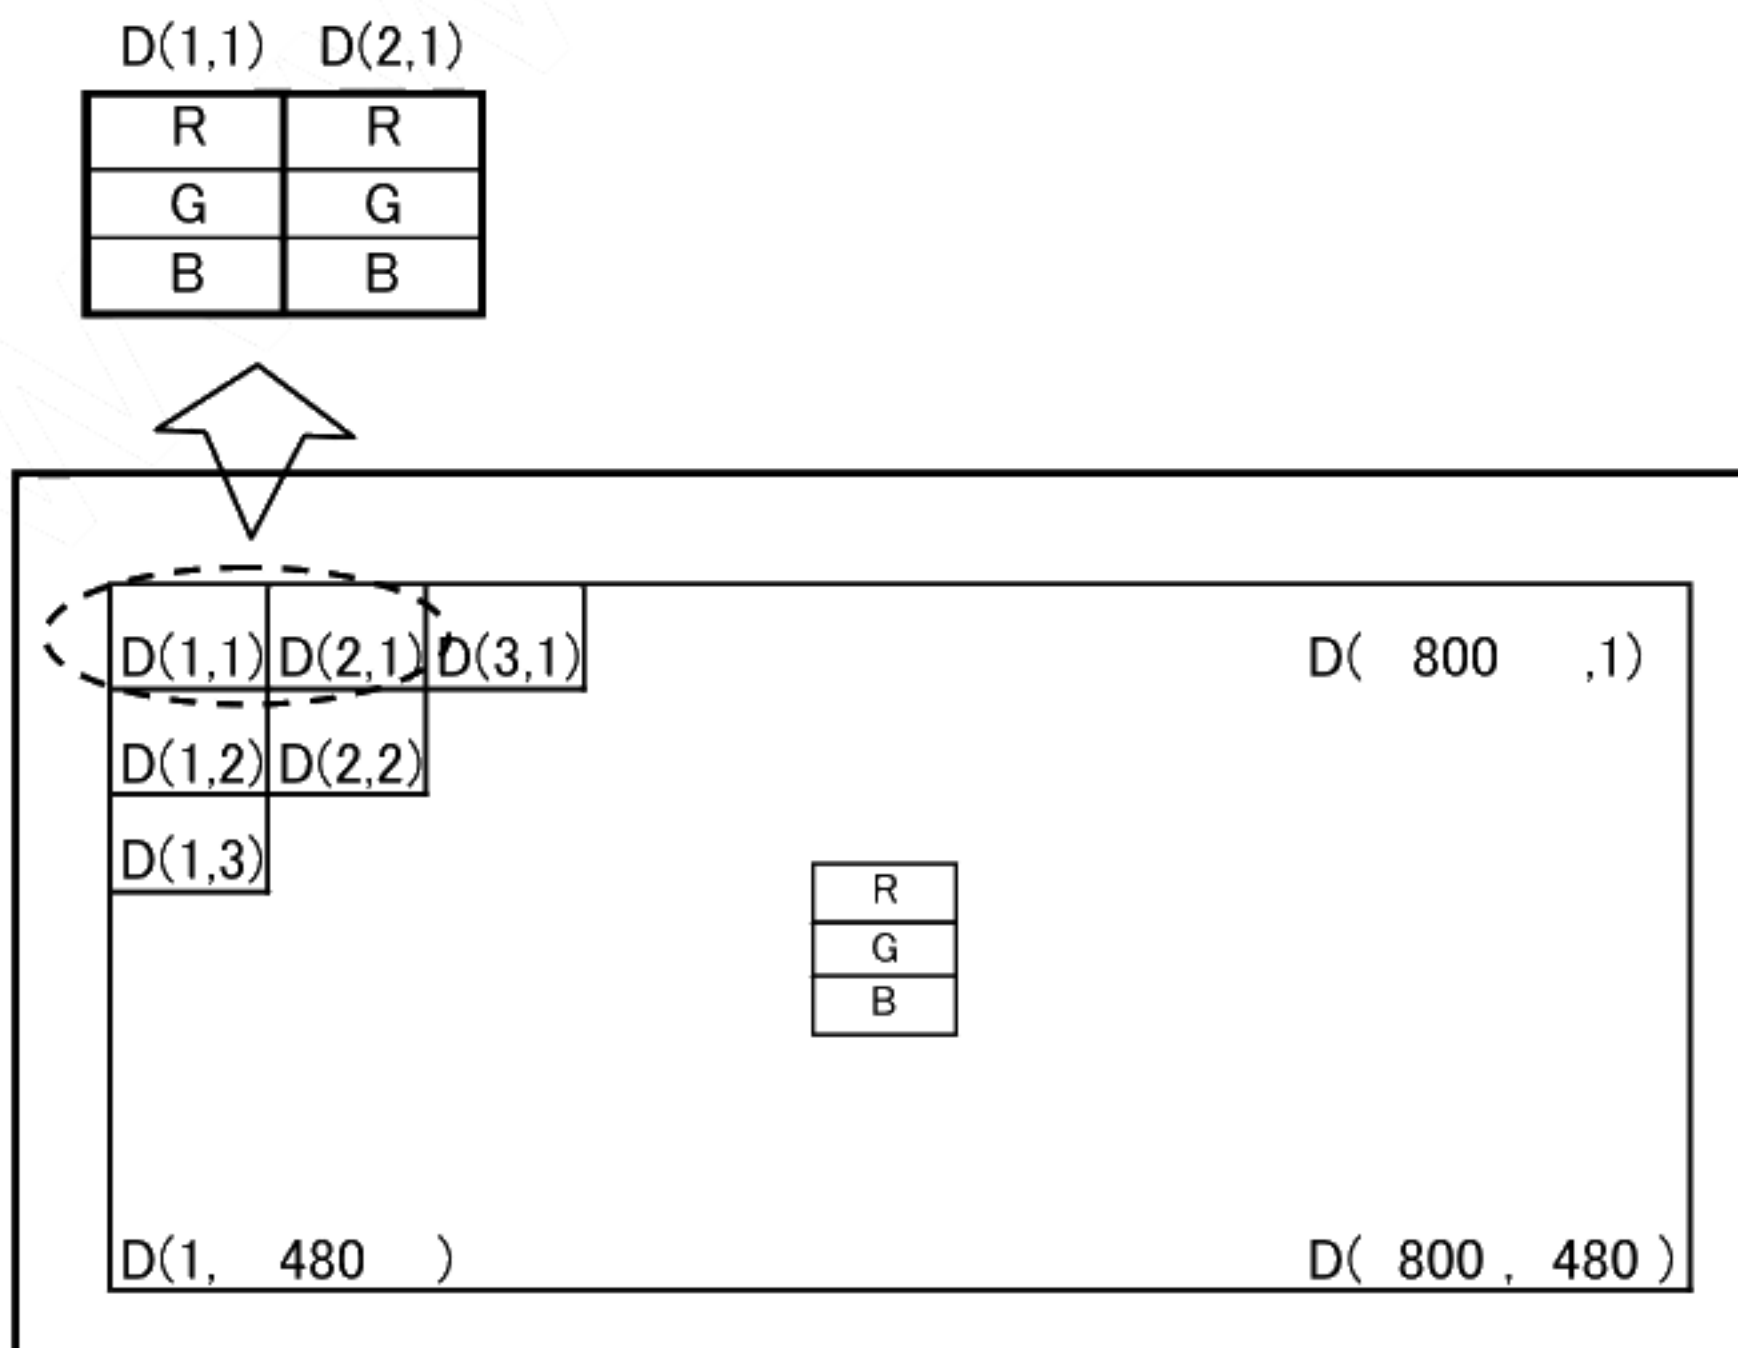 D(1,1) D(2,1)
R R
G G
B B
D(1,1) D(2,1) D(3,1) D( 800 ,1)
D(1,2) D(2,2)
D(1,3)
R
G
B
D(1, 480 ) D( 800 , 480 )